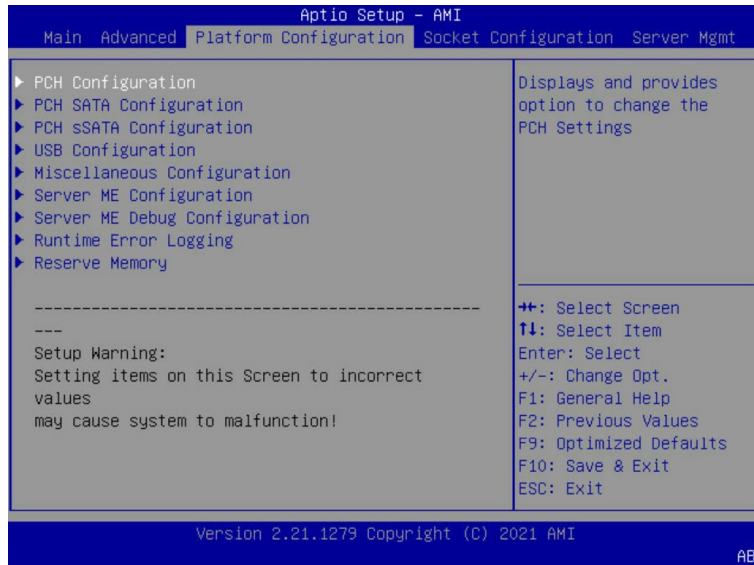 Aptio Setup – AMI
Main Advanced Platform Configuration Socket Configuration Server Mgmt
▶ PCH Configuration
▶ PCH SATA Configuration
▶ PCH sSATA Configuration
▶ USB Configuration
▶ Miscellaneous Configuration
▶ Server ME Configuration
▶ Server ME Debug Configuration
▶ Runtime Error Logging
▶ Reserve Memory
------------------------------------------------
---
Setup Warning:
Setting items on this Screen to incorrect
values
may cause system to malfunction!
Displays and provides
option to change the
PCH Settings
→←: Select Screen
↑↓: Select Item
Enter: Select
+/-: Change Opt.
F1: General Help
F2: Previous Values
F9: Optimized Defaults
F10: Save & Exit
ESC: Exit
Version 2.21.1279 Copyright (C) 2021 AMI
AB